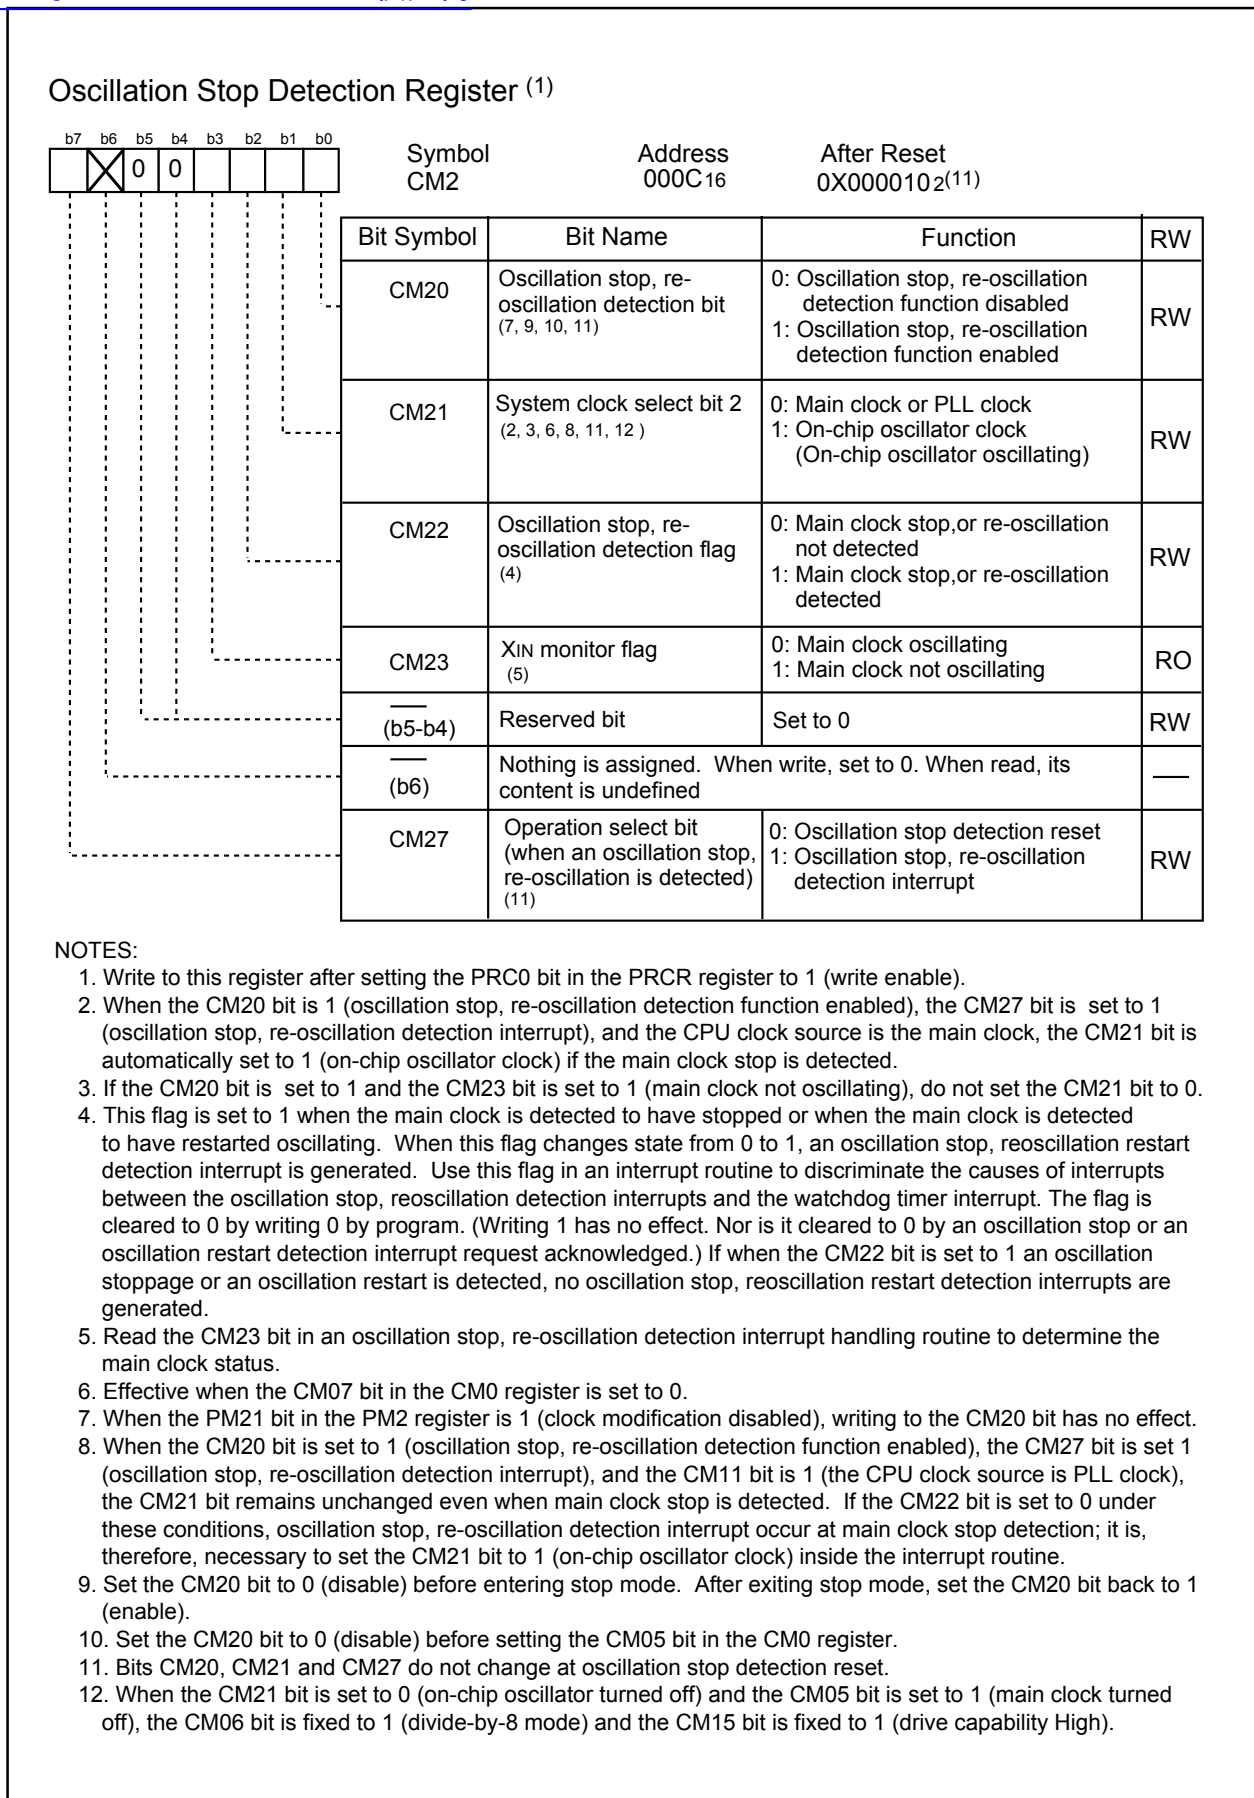 Oscillation Stop Detection Register (1)
b7 b6 b5 b4 b3 b2 b1 b0
0 0
Symbol Address After Reset
CM2 000C16 0X0000102(11)
Bit Symbol Bit Name Function RW
CM20
Oscillation stop, re-
oscillation detection bit
(7, 9, 10, 11)
0: Oscillation stop, re-oscillation
detection function disabled
1: Oscillation stop, re-oscillation
detection function enabled
RW
CM21
System clock select bit 2
(2, 3, 6, 8, 11, 12 )
0: Main clock or PLL clock
1: On-chip oscillator clock
(On-chip oscillator oscillating)
RW
CM22
Oscillation stop, re-
oscillation detection flag
(4)
0: Main clock stop,or re-oscillation
not detected
1: Main clock stop,or re-oscillation
detected
RW
CM23
XIN monitor flag
(5)
0: Main clock oscillating
1: Main clock not oscillating
RO
(b5-b4)
Reserved bit
Set to 0
RW
(b6)
Nothing is assigned. When write, set to 0. When read, its
content is undefined
CM27
Operation select bit
(when an oscillation stop,
re-oscillation is detected)
(11)
0: Oscillation stop detection reset
1: Oscillation stop, re-oscillation
detection interrupt
RW
NOTES:
1. Write to this register after setting the PRC0 bit in the PRCR register to 1 (write enable).
2. When the CM20 bit is 1 (oscillation stop, re-oscillation detection function enabled), the CM27 bit is set to 1
(oscillation stop, re-oscillation detection interrupt), and the CPU clock source is the main clock, the CM21 bit is
automatically set to 1 (on-chip oscillator clock) if the main clock stop is detected.
3. If the CM20 bit is set to 1 and the CM23 bit is set to 1 (main clock not oscillating), do not set the CM21 bit to 0.
4. This flag is set to 1 when the main clock is detected to have stopped or when the main clock is detected
to have restarted oscillating. When this flag changes state from 0 to 1, an oscillation stop, reoscillation restart
detection interrupt is generated. Use this flag in an interrupt routine to discriminate the causes of interrupts
between the oscillation stop, reoscillation detection interrupts and the watchdog timer interrupt. The flag is
cleared to 0 by writing 0 by program. (Writing 1 has no effect. Nor is it cleared to 0 by an oscillation stop or an
oscillation restart detection interrupt request acknowledged.) If when the CM22 bit is set to 1 an oscillation
stoppage or an oscillation restart is detected, no oscillation stop, reoscillation restart detection interrupts are
generated.
5. Read the CM23 bit in an oscillation stop, re-oscillation detection interrupt handling routine to determine the
main clock status.
6. Effective when the CM07 bit in the CM0 register is set to 0.
7. When the PM21 bit in the PM2 register is 1 (clock modification disabled), writing to the CM20 bit has no effect.
8. When the CM20 bit is set to 1 (oscillation stop, re-oscillation detection function enabled), the CM27 bit is set 1
(oscillation stop, re-oscillation detection interrupt), and the CM11 bit is 1 (the CPU clock source is PLL clock),
the CM21 bit remains unchanged even when main clock stop is detected. If the CM22 bit is set to 0 under
these conditions, oscillation stop, re-oscillation detection interrupt occur at main clock stop detection; it is,
therefore, necessary to set the CM21 bit to 1 (on-chip oscillator clock) inside the interrupt routine.
9. Set the CM20 bit to 0 (disable) before entering stop mode. After exiting stop mode, set the CM20 bit back to 1
(enable).
10. Set the CM20 bit to 0 (disable) before setting the CM05 bit in the CM0 register.
11. Bits CM20, CM21 and CM27 do not change at oscillation stop detection reset.
12. When the CM21 bit is set to 0 (on-chip oscillator turned off) and the CM05 bit is set to 1 (main clock turned
off), the CM06 bit is fixed to 1 (divide-by-8 mode) and the CM15 bit is fixed to 1 (drive capability High).